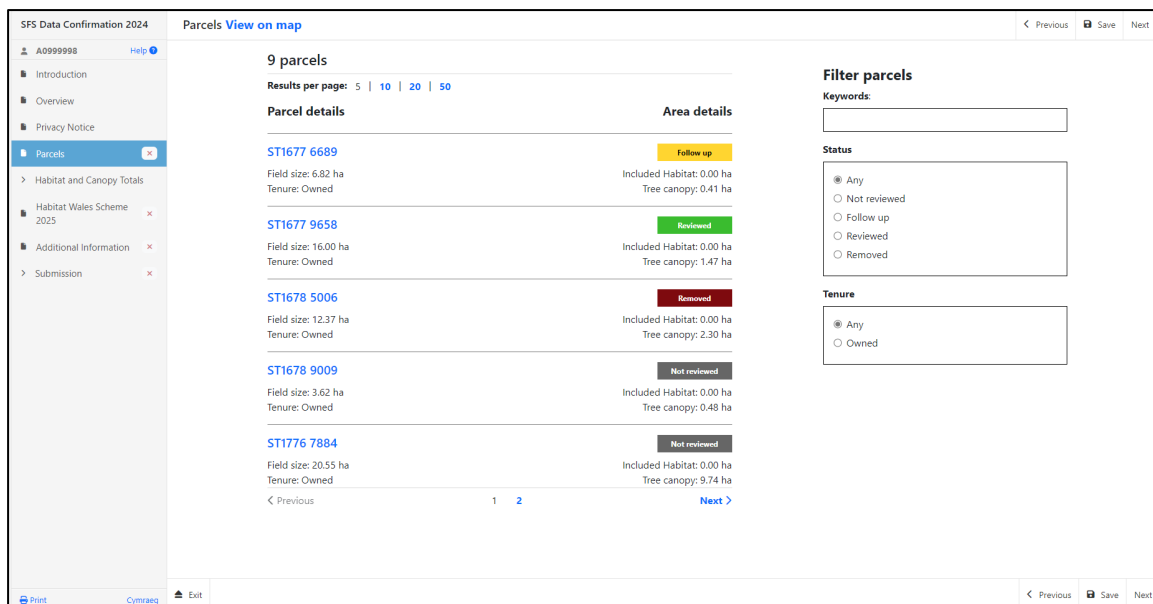 SFS Data Confirmation 2024
A0999998 Help ?
Introduction
Overview
Privacy Notice
Parcels
Habitat and Canopy Totals
Habitat Wales Scheme
2025
Additional Information
Submission
Print Cymraeg
Parcels View on map
Previous Save Next
9 parcels
Results per page: 5 | 10 | 20 | 50
Parcel details Area details
ST1677 6689 Follow up
Field size: 6.82 ha Included Habitat: 0.00 ha
Tenure: Owned Tree canopy: 0.41 ha
ST1677 9658 Reviewed
Field size: 16.00 ha Included Habitat: 0.00 ha
Tenure: Owned Tree canopy: 1.47 ha
ST1678 5006 Removed
Field size: 12.37 ha Included Habitat: 0.00 ha
Tenure: Owned Tree canopy: 2.30 ha
ST1678 9009 Not reviewed
Field size: 3.62 ha Included Habitat: 0.00 ha
Tenure: Owned Tree canopy: 0.48 ha
ST1776 7884 Not reviewed
Field size: 20.55 ha Included Habitat: 0.00 ha
Tenure: Owned Tree canopy: 9.74 ha
Previous 1 2 Next
Filter parcels
Keywords:
Status
Any
Not reviewed
Follow up
Reviewed
Removed
Tenure
Any
Owned
Exit
Previous Save Next